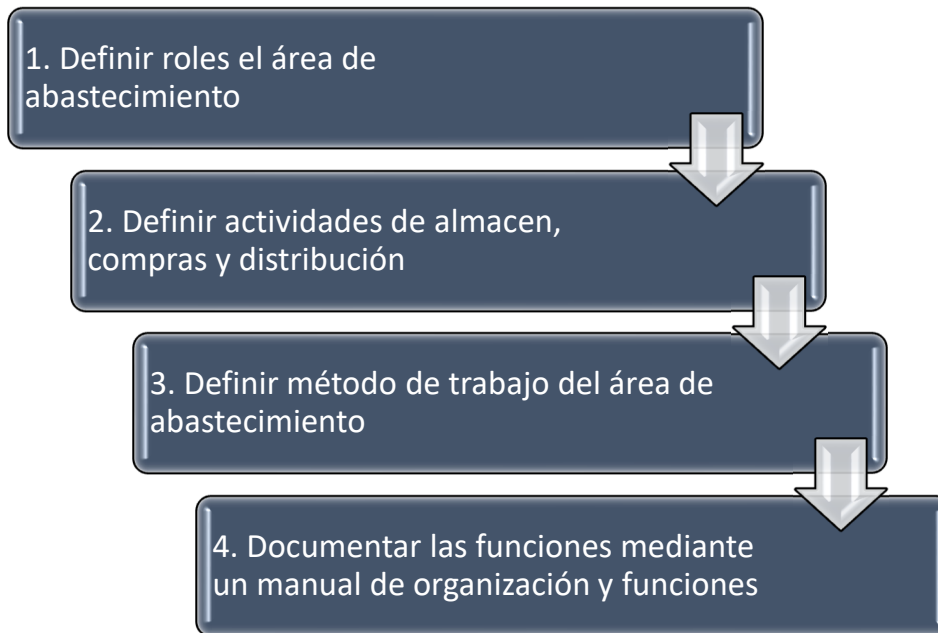 1. Definir roles el área de
abastecimiento
2. Definir actividades de almacen,
compras y distribución
3. Definir método de trabajo del área de
abastecimiento
4. Documentar las funciones mediante
un manual de organización y funciones